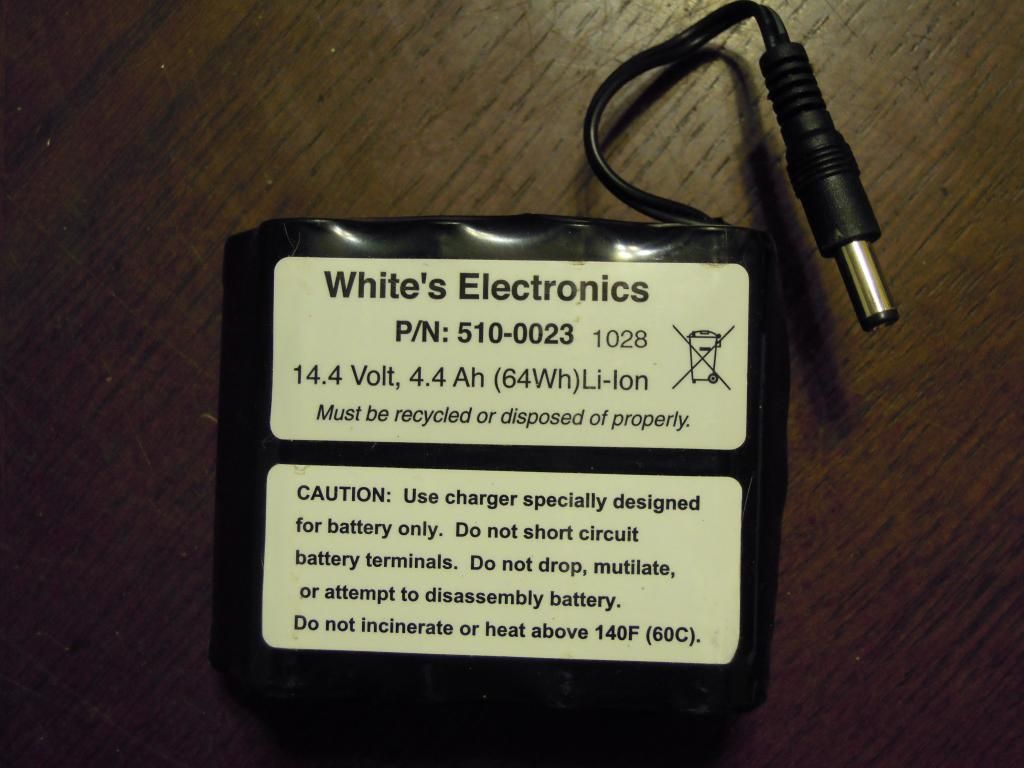 White's Electronics
P/N: 510-0023 1028
14.4 Volt, 4.4 Ah (64Wh)Li-Ion
Must be recycled or disposed of properly.
CAUTION: Use charger specially designed
for battery only. Do not short circuit
battery terminals. Do not drop, mutilate,
or attempt to disassembly battery.
Do not incinerate or heat above 140F (60C).